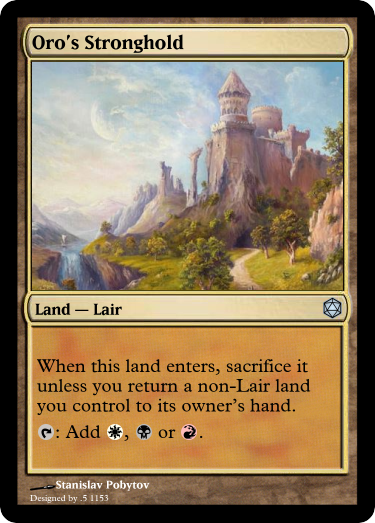 Oro's Stronghold
Land — Lair
When this land enters, sacrifice it
unless you return a non-Lair land
you control to its owner's hand.
: Add , or .
Stanislav Pobytov
Designed by .5 1153